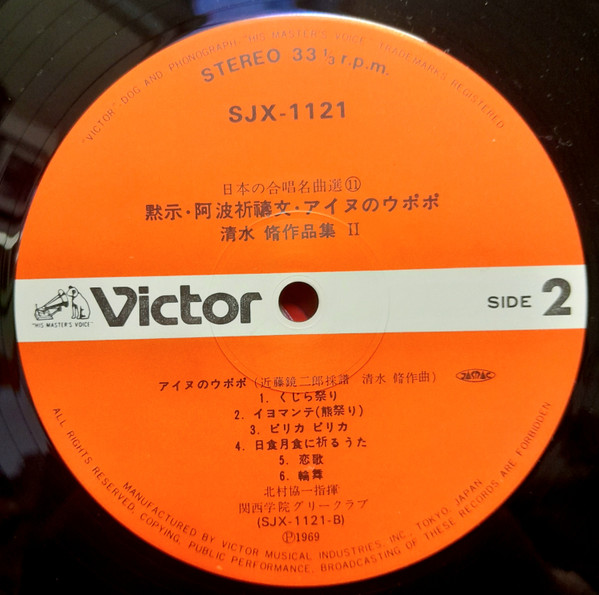 "VICTOR" DOG AND PHONOGRAPH "HIS MASTER'S VOICE" TRADEMARKS REGISTERED
STEREO 33 1/3 r.p.m.
SJX-1121
日本の合唱名曲選⑪
黙示・阿波祈禱文・アイヌのウポポ
清水 脩作品集 II
"HIS MASTER'S VOICE"
Victor
SIDE 2
アイヌのウポポ (近藤鏡二郎採譜 清水 脩作曲) JASRAC
1. くじら祭り
2. イヨマンテ(熊祭り)
3. ピリカ ピリカ
4. 日食月食に祈るうた
5. 恋歌
6. 輪舞
北村協一指揮
関西学院グリークラブ
(SJX-1121-B)
Ⓟ1969
MANUFACTURED BY VICTOR MUSICAL INDUSTRIES, INC. TOKYO, JAPAN
ALL RIGHTS RESERVED. COPYING, PUBLIC PERFORMANCE, BROADCASTING OF THESE RECORDS ARE FORBIDDEN